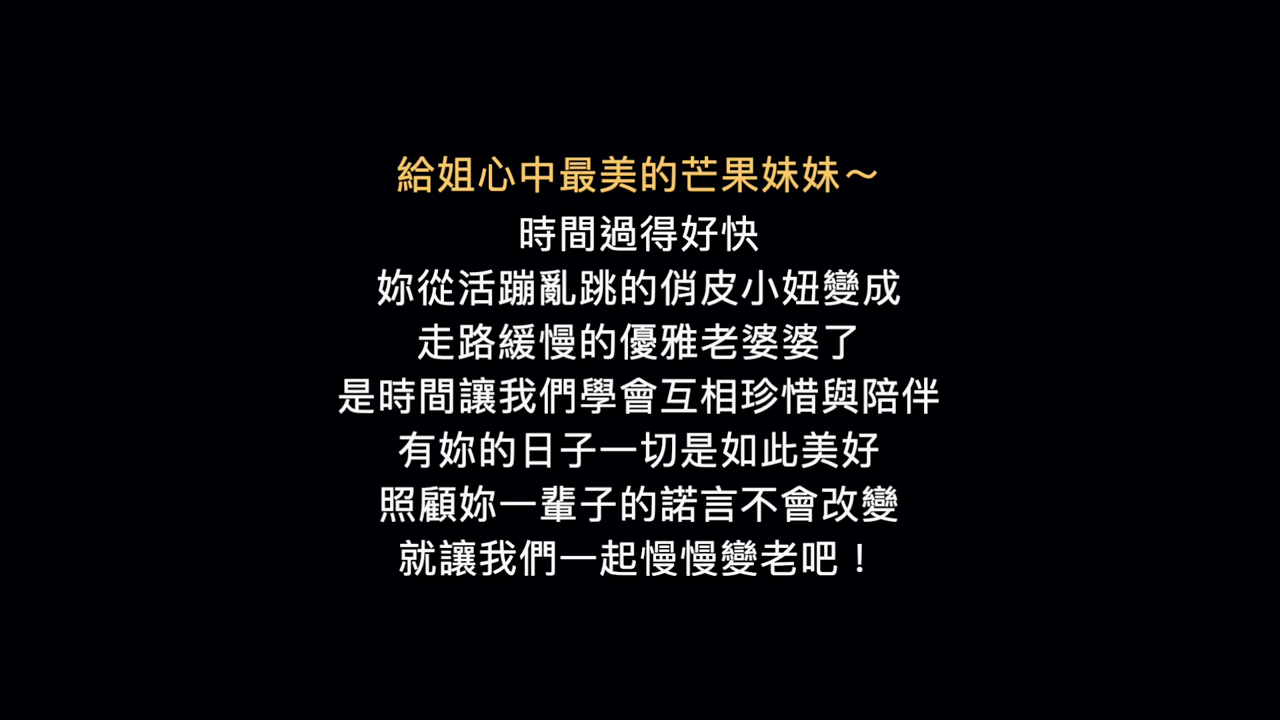 給姐心中最美的芒果妹妹～
時間過得好快
妳從活蹦亂跳的俏皮小妞變成
走路緩慢的優雅老婆婆了
是時間讓我們學會互相珍惜與陪伴
有妳的日子一切是如此美好
照顧妳一輩子的諾言不會改變
就讓我們一起慢慢變老吧！